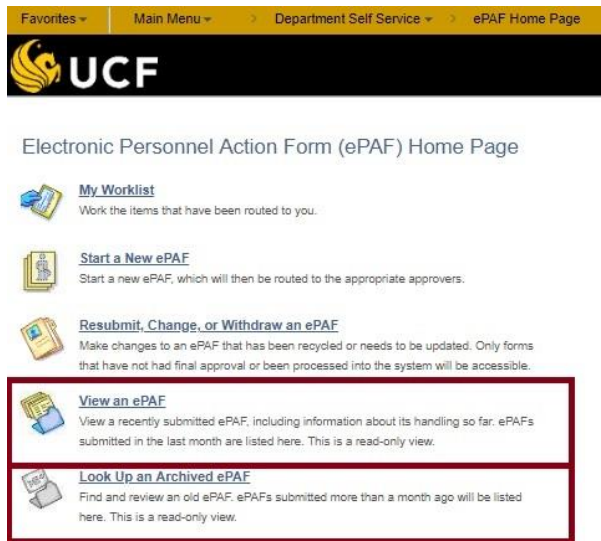 Favorites Main Menu > Department Self Service > ePAF Home Page
UCF
Electronic Personnel Action Form (ePAF) Home Page
My Worklist
Work the items that have been routed to you.
Start a New ePAF
Start a new ePAF, which will then be routed to the appropriate approvers.
Resubmit, Change, or Withdraw an ePAF
Make changes to an ePAF that has been recycled or needs to be updated. Only forms
that have not had final approval or been processed into the system will be accessible.
View an ePAF
View a recently submitted ePAF, including information about its handling so far. ePAFs
submitted in the last month are listed here. This is a read-only view.
Look Up an Archived ePAF
Find and review an old ePAF. ePAFs submitted more than a month ago will be listed
here. This is a read-only view.